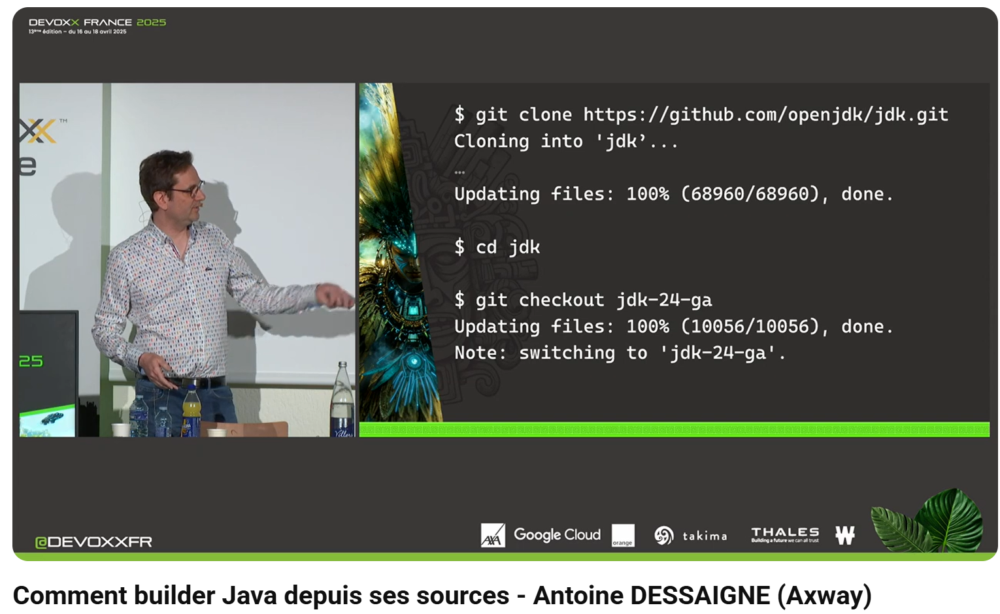 DEVOXX FRANCE 2025
13ème édition – du 16 au 18 avril 2025
XX™
e
25
$ git clone https://github.com/openjdk/jdk.git
Cloning into 'jdk’...
…
Updating files: 100% (68960/68960), done.
$ cd jdk
$ git checkout jdk-24-ga
Updating files: 100% (10056/10056), done.
Note: switching to 'jdk-24-ga'.
@DEVOXXFR
AXA
Google Cloud
orange
takima
THALES
Building a future we can all trust
W
Comment builder Java depuis ses sources - Antoine DESSAIGNE (Axway)